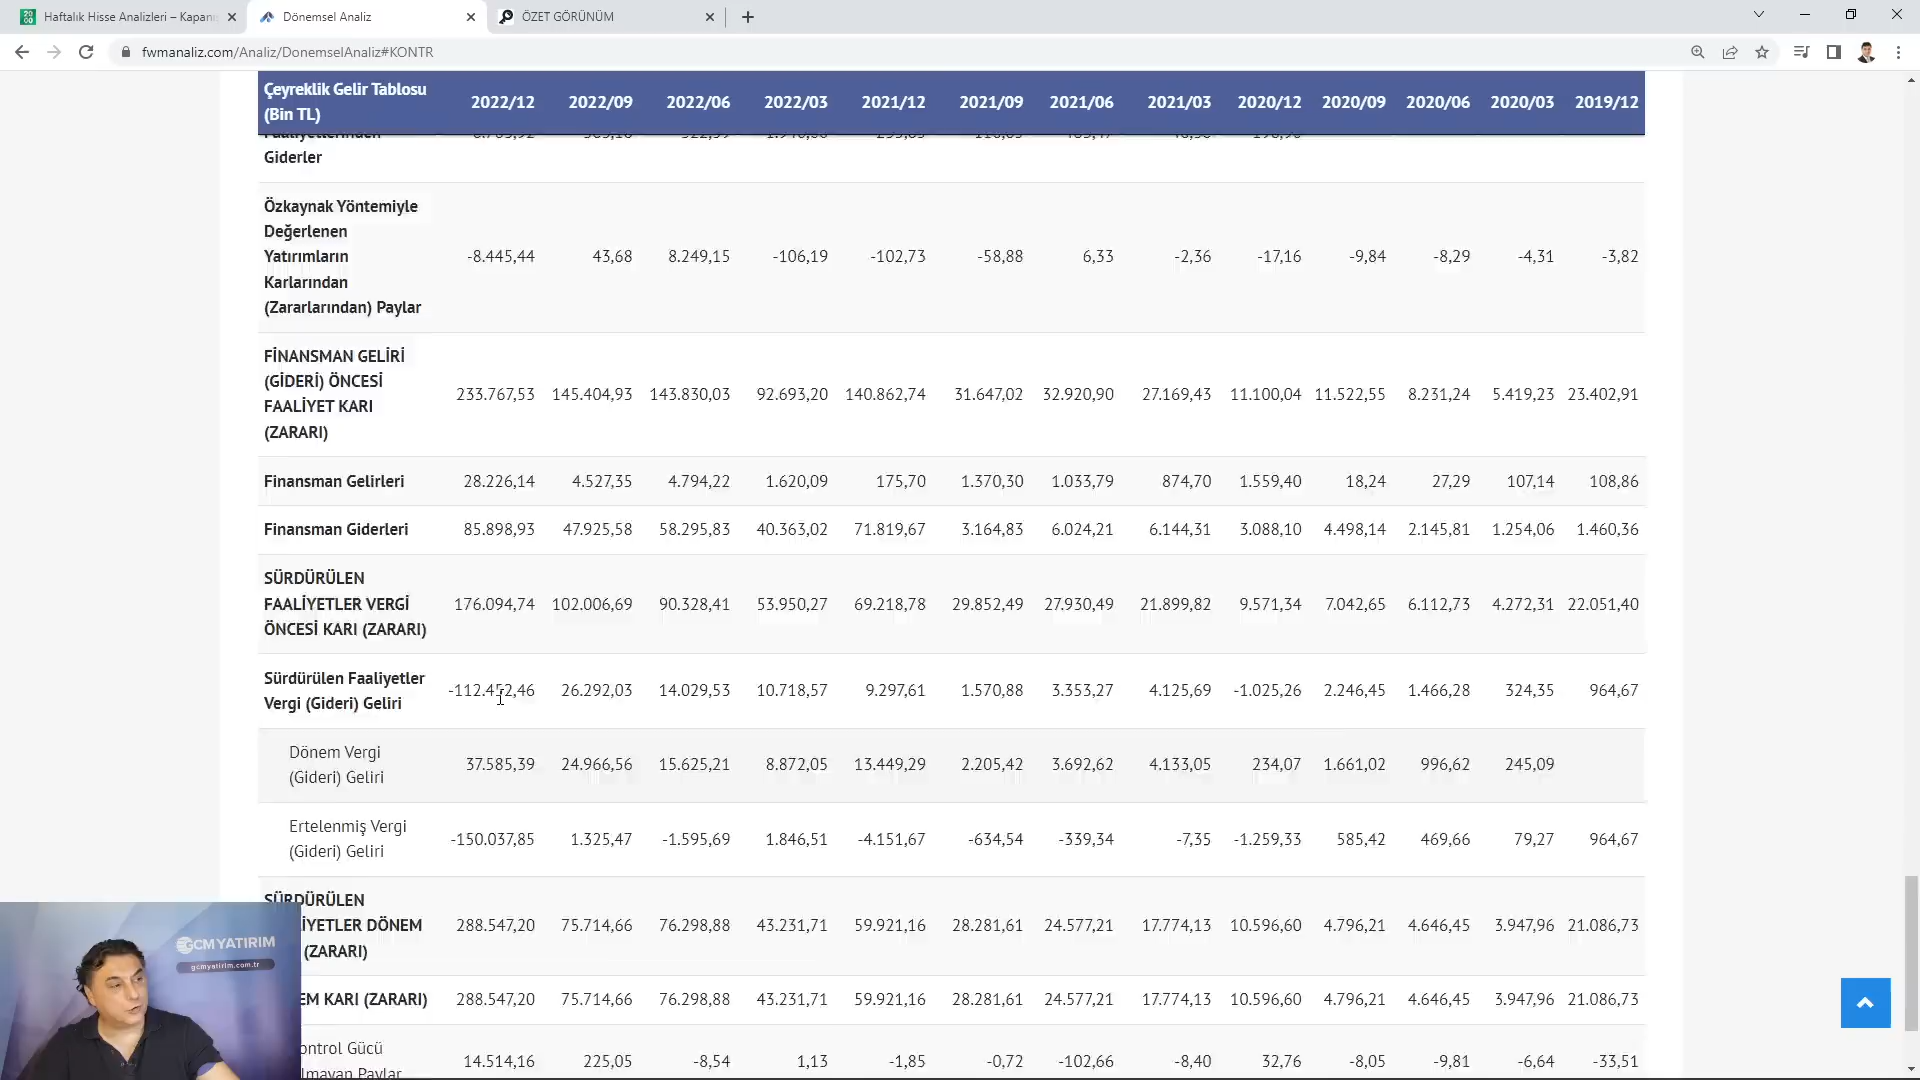 Haftalık Hisse Analizleri – Kapanı
Dönemsel Analiz
ÖZET GÖRÜNÜM
fwmanaliz.com/Analiz/DonemselAnaliz#KONTR
Çeyreklik Gelir Tablosu
(Bin TL) 2022/12 2022/09 2022/06 2022/03 2021/12 2021/09 2021/06 2021/03 2020/12 2020/09 2020/06 2020/03 2019/12
Faaliyetlerinden
Giderler
Özkaynak Yöntemiyle
Değerlenen
Yatırımların
Karlarından
(Zararlarından) Paylar
-8.445,44 43,68 8.249,15 -106,19 -102,73 -58,88 6,33 -2,36 -17,16 -9,84 -8,29 -4,31 -3,82
FİNANSMAN GELİRİ
(GİDERİ) ÖNCESİ
FAALİYET KARI
(ZARARI)
233.767,53 145.404,93 143.830,03 92.693,20 140.862,74 31.647,02 32.920,90 27.169,43 11.100,04 11.522,55 8.231,24 5.419,23 23.402,91
Finansman Gelirleri 28.226,14 4.527,35 4.794,22 1.620,09 175,70 1.370,30 1.033,79 874,70 1.559,40 18,24 27,29 107,14 108,86
Finansman Giderleri 85.898,93 47.925,58 58.295,83 40.363,02 71.819,67 3.164,83 6.024,21 6.144,31 3.088,10 4.498,14 2.145,81 1.254,06 1.460,36
SÜRDÜRÜLEN
FAALİYETLER VERGİ
ÖNCESİ KARI (ZARARI)
176.094,74 102.006,69 90.328,41 53.950,27 69.218,78 29.852,49 27.930,49 21.899,82 9.571,34 7.042,65 6.112,73 4.272,31 22.051,40
Sürdürülen Faaliyetler
Vergi (Gideri) Geliri
-112.452,46 26.292,03 14.029,53 10.718,57 9.297,61 1.570,88 3.353,27 4.125,69 -1.025,26 2.246,45 1.466,28 324,35 964,67
Dönem Vergi
(Gideri) Geliri
37.585,39 24.966,56 15.625,21 8.872,05 13.449,29 2.205,42 3.692,62 4.133,05 234,07 1.661,02 996,62 245,09
Ertelenmiş Vergi
(Gideri) Geliri
-150.037,85 1.325,47 -1.595,69 1.846,51 -4.151,67 -634,54 -339,34 -7,35 -1.259,33 585,42 469,66 79,27 964,67
SÜRDÜRÜLEN
İYETLER DÖNEM
(ZARARI)
288.547,20 75.714,66 76.298,88 43.231,71 59.921,16 28.281,61 24.577,21 17.774,13 10.596,60 4.796,21 4.646,45 3.947,96 21.086,73
EM KARI (ZARARI) 288.547,20 75.714,66 76.298,88 43.231,71 59.921,16 28.281,61 24.577,21 17.774,13 10.596,60 4.796,21 4.646,45 3.947,96 21.086,73
ontrol Gücü
lmayan Paylar
14.514,16 225,05 -8,54 1,13 -1,85 -0,72 -102,66 -8,40 32,76 -8,05 -9,81 -6,64 -33,51
GCM YATIRIM
gcmyatirim.com.tr